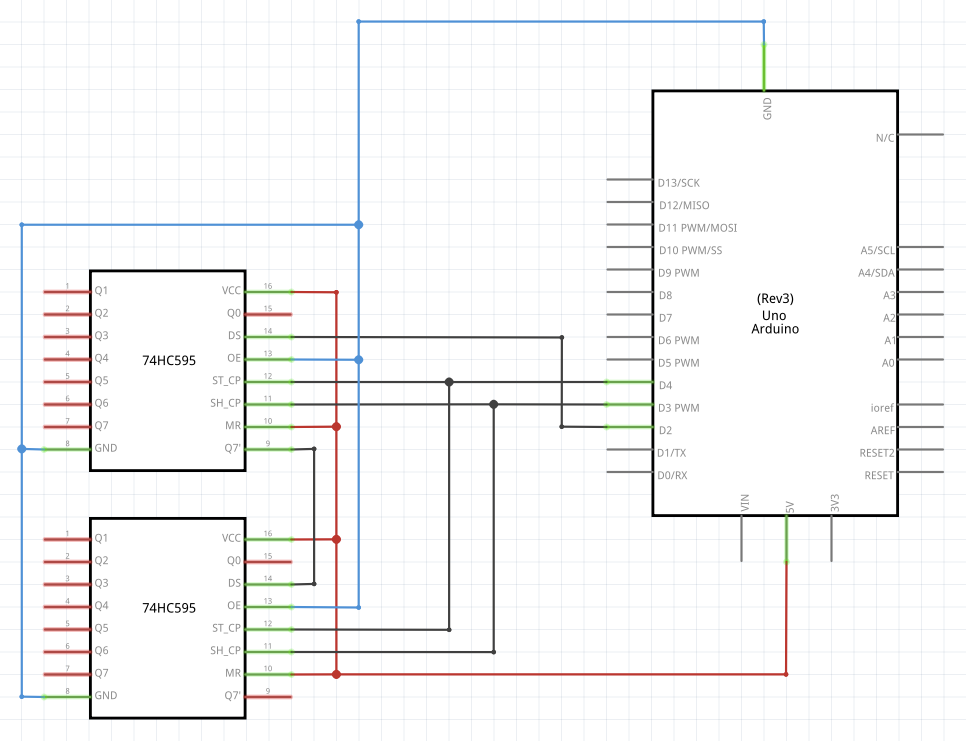 GND
N/C
D13/SCK
D12/MISO
D11 PWM/MOSI
D10 PWM/SS
A5/SCL
D9 PWM
A4/SDA
D8
A3
D7
A2
D6 PWM
A1
D5 PWM
A0
D4
D3 PWM
ioref
D2
AREF
D1/TX
RESET2
D0/RX
RESET
(Rev3)
Uno
Arduino
VIN
5V
3V3
1 Q1 VCC 16
2 Q2 Q0 15
3 Q3 DS 14
4 Q4 OE 13
74HC595
5 Q5 ST_CP 12
6 Q6 SH_CP 11
7 Q7 MR 10
8 GND Q7' 9
1 Q1 VCC 16
2 Q2 Q0 15
3 Q3 DS 14
4 Q4 OE 13
74HC595
5 Q5 ST_CP 12
6 Q6 SH_CP 11
7 Q7 MR 10
8 GND Q7' 9